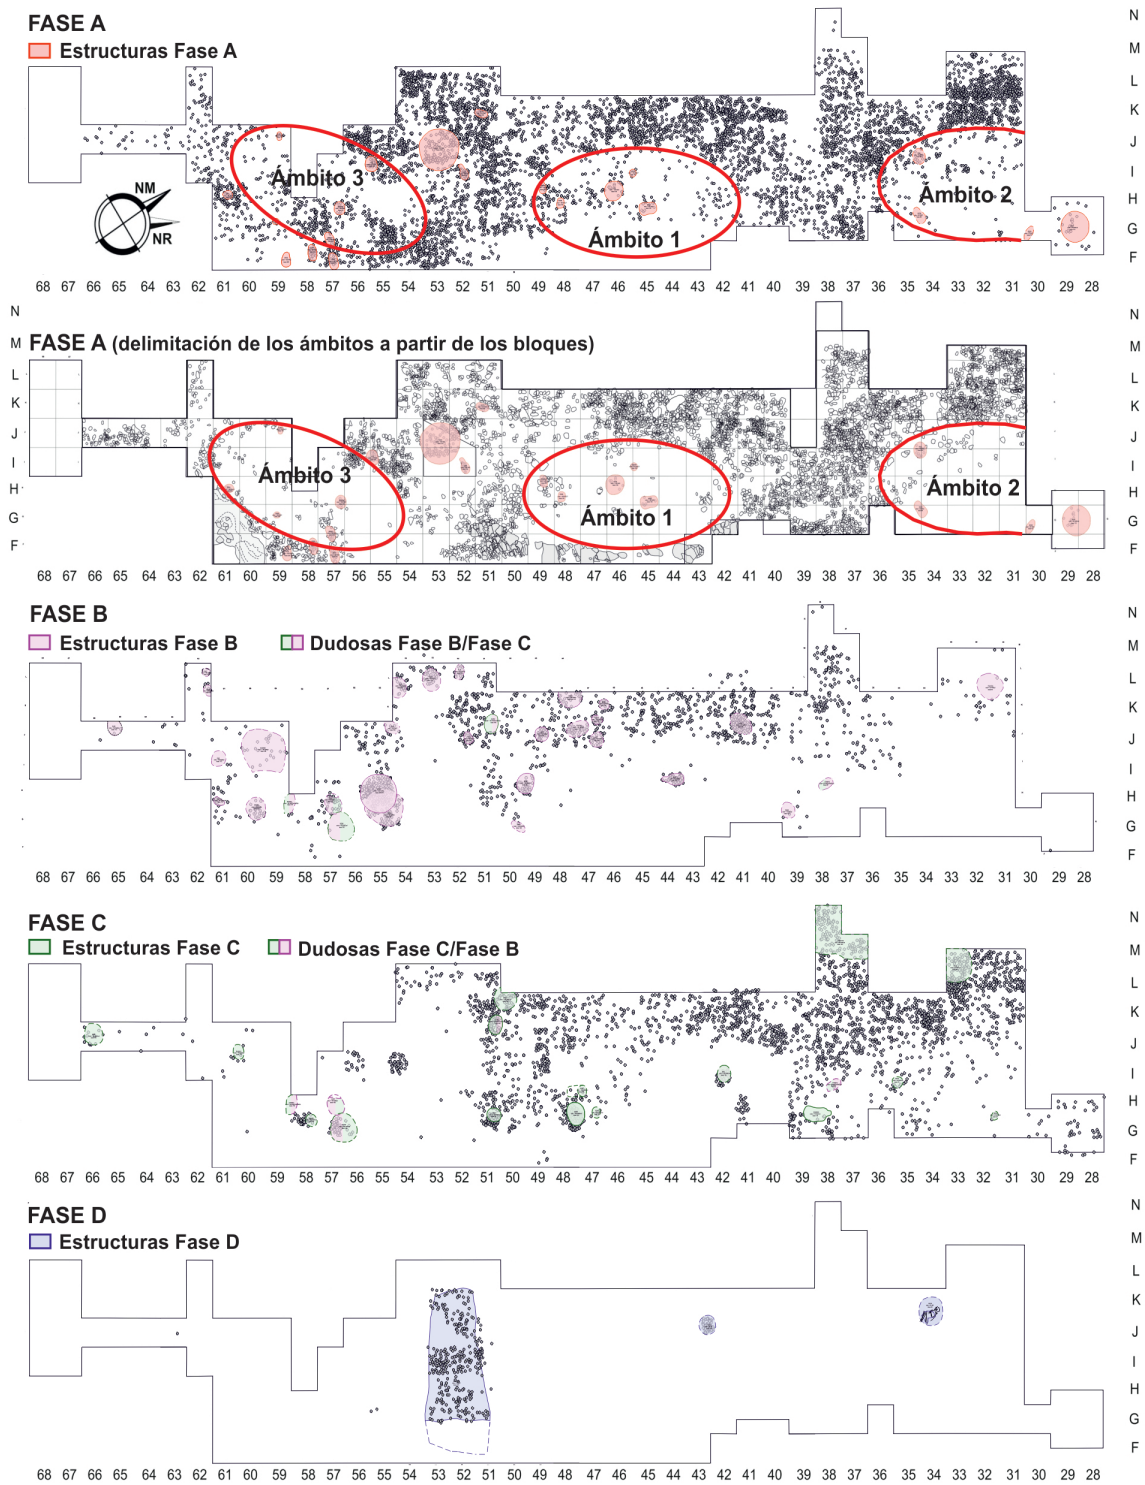 FASE A
Estructuras Fase A
N
M
L
K
J
I
H
G
F
Ámbito 3
Ámbito 1
Ámbito 2
NM
NR
68 67 66 65 64 63 62 61 60 59 58 57 56 55 54 53 52 51 50 49 48 47 46 45 44 43 42 41 40 39 38 37 36 35 34 33 32 31 30 29 28
FASE A (delimitación de los ámbitos a partir de los bloques)
N
M
L
K
J
I
H
G
F
N
M
L
K
J
I
H
G
F
Ámbito 3
Ámbito 1
Ámbito 2
68 67 66 65 64 63 62 61 60 59 58 57 56 55 54 53 52 51 50 49 48 47 46 45 44 43 42 41 40 39 38 37 36 35 34 33 32 31 30 29 28
FASE B
Estructuras Fase B
Dudosas Fase B/Fase C
N
M
L
K
J
I
H
G
F
68 67 66 65 64 63 62 61 60 59 58 57 56 55 54 53 52 51 50 49 48 47 46 45 44 43 42 41 40 39 38 37 36 35 34 33 32 31 30 29 28
FASE C
Estructuras Fase C
Dudosas Fase C/Fase B
N
M
L
K
J
I
H
G
F
68 67 66 65 64 63 62 61 60 59 58 57 56 55 54 53 52 51 50 49 48 47 46 45 44 43 42 41 40 39 38 37 36 35 34 33 32 31 30 29 28
FASE D
Estructuras Fase D
N
M
L
K
J
I
H
G
F
68 67 66 65 64 63 62 61 60 59 58 57 56 55 54 53 52 51 50 49 48 47 46 45 44 43 42 41 40 39 38 37 36 35 34 33 32 31 30 29 28